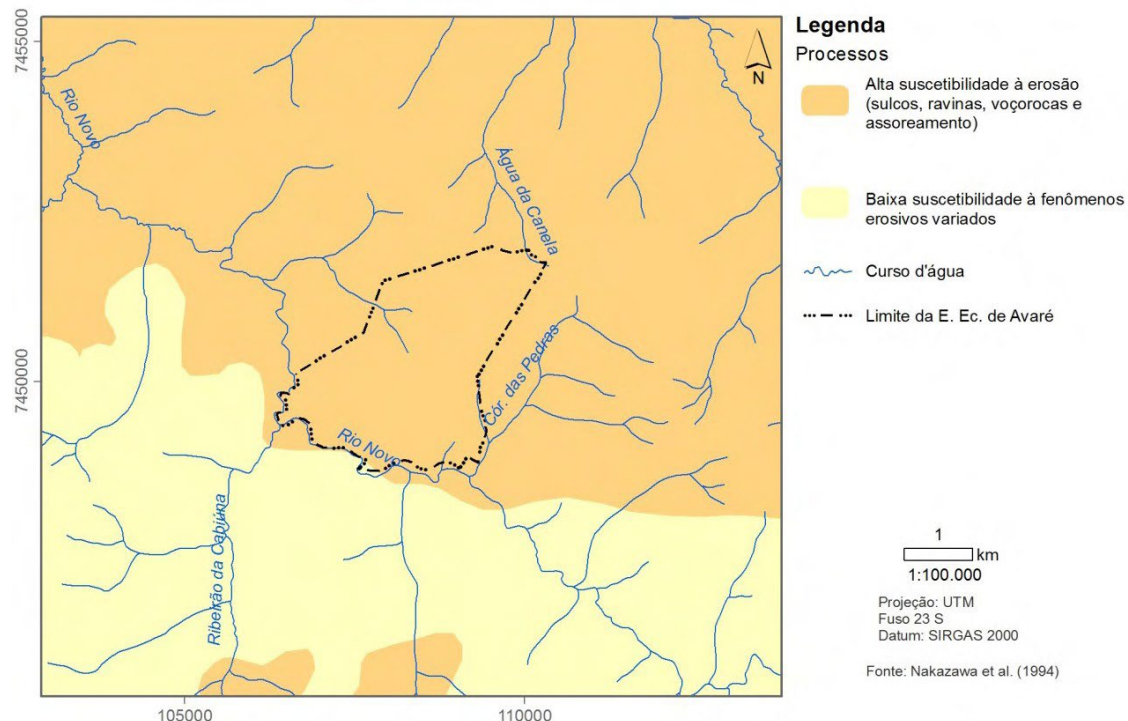 7455000
7450000
105000
110000
Rio Novo
Água da Canela
Cór. das Pedras
Rio Novo
Ribeirão da Cabiúna
N
Legenda
Processos
Alta suscetibilidade à erosão
(sulcos, ravinas, voçorocas e
assoreamento)
Baixa suscetibilidade à fenômenos
erosivos variados
Curso d'água
Limite da E. Ec. de Avaré
1
km
1:100.000
Projeção: UTM
Fuso 23 S
Datum: SIRGAS 2000
Fonte: Nakazawa et al. (1994)